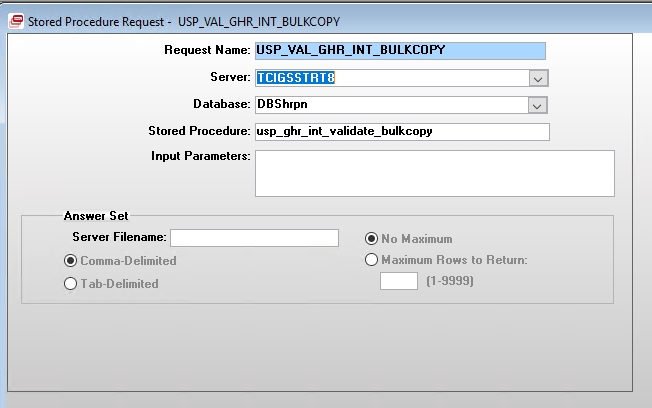 Stored Procedure Request - USP_VAL_GHR_INT_BULKCOPY
Request Name: USP_VAL_GHR_INT_BULKCOPY
Server: TCIGSSTRT8
Database: DBShrpn
Stored Procedure: usp_ghr_int_validate_bulkcopy
Input Parameters:
Answer Set
Server Filename:
No Maximum
Comma-Delimited
Maximum Rows to Return:
Tab-Delimited
(1-9999)